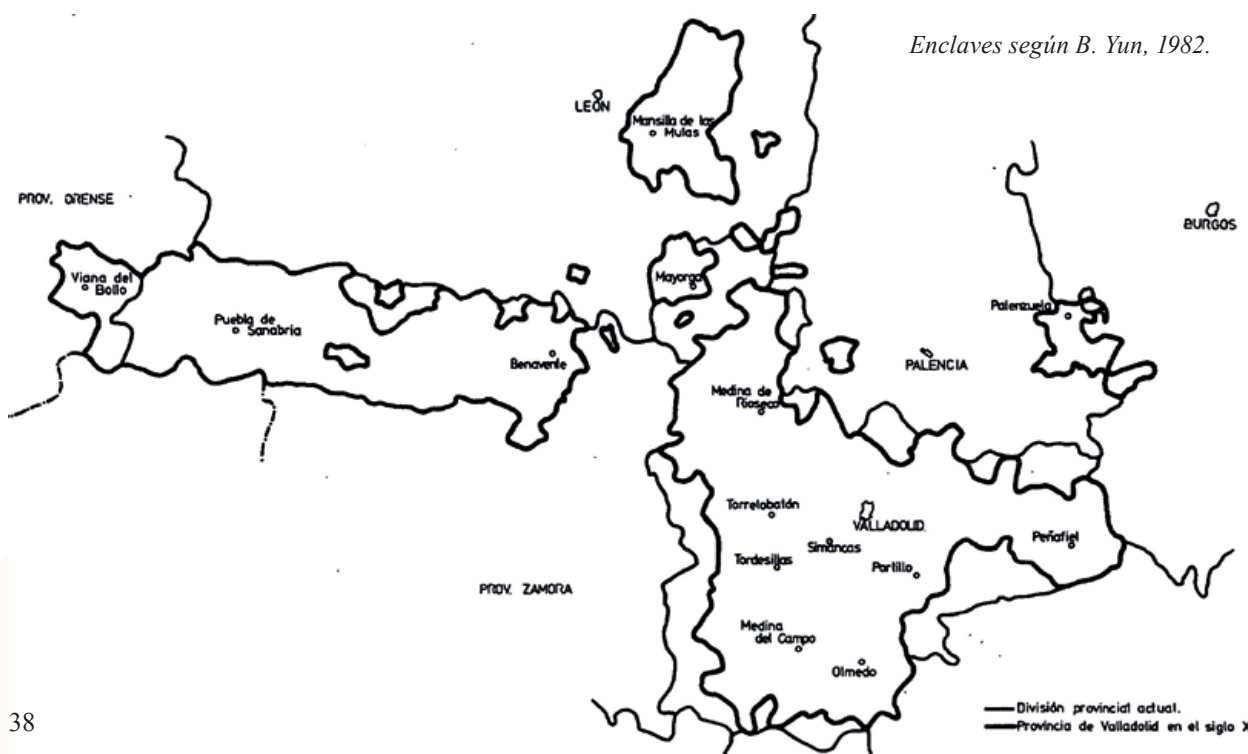 Enclaves según B. Yun, 1982.
LEÓN
Mansilla de las
Mulas
PROV. ORENSE
BURGOS
Viana del
Bollo
Mayorga
Puebla de
Sanabria
Palenzuela
Benavente
PALENCIA
Medina de
Rioseco
Torrelobatón
VALLADOLID
Simancas
Peñafiel
Tordesillas
Portillo
PROV. ZAMORA
Medina
del Campo
Olmedo
División provincial actual.
Provincia de Valladolid en el siglo X
38